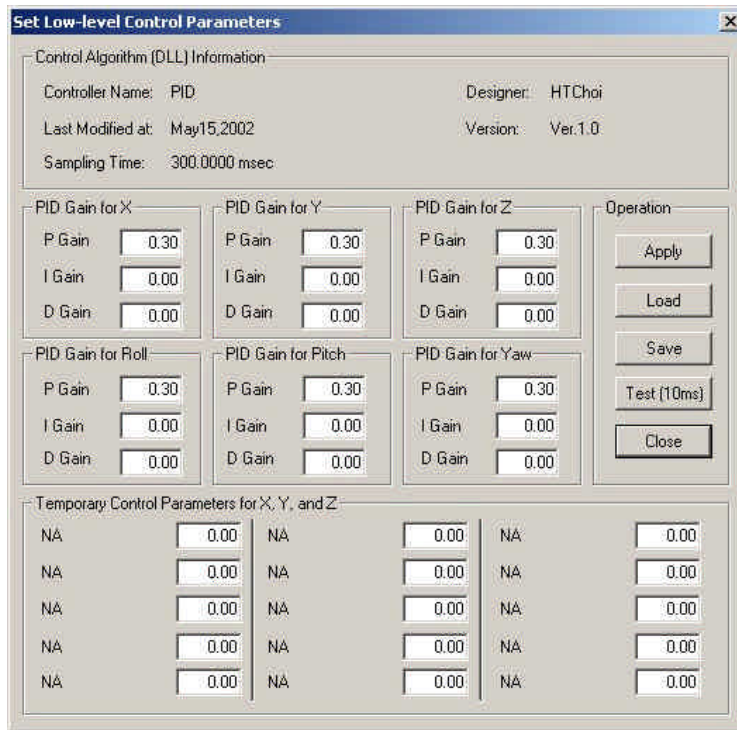 Set Low-level Control Parameters
Control Algorithm (DLL) Information
Controller Name: PID Designer: HTChoi
Last Modified at: May15,2002 Version: Ver.1.0
Sampling Time: 300.0000 msec
PID Gain for X PID Gain for Y PID Gain for Z Operation
P Gain 0.30 P Gain 0.30 P Gain 0.30 Apply
I Gain 0.00 I Gain 0.00 I Gain 0.00 Load
D Gain 0.00 D Gain 0.00 D Gain 0.00
PID Gain for Roll PID Gain for Pitch PID Gain for Yaw Save
P Gain 0.30 P Gain 0.30 P Gain 0.30 Test (10ms)
I Gain 0.00 I Gain 0.00 I Gain 0.00 Close
D Gain 0.00 D Gain 0.00 D Gain 0.00
Temporary Control Parameters for X, Y, and Z
NA 0.00 NA 0.00 NA 0.00
NA 0.00 NA 0.00 NA 0.00
NA 0.00 NA 0.00 NA 0.00
NA 0.00 NA 0.00 NA 0.00
NA 0.00 NA 0.00 NA 0.00